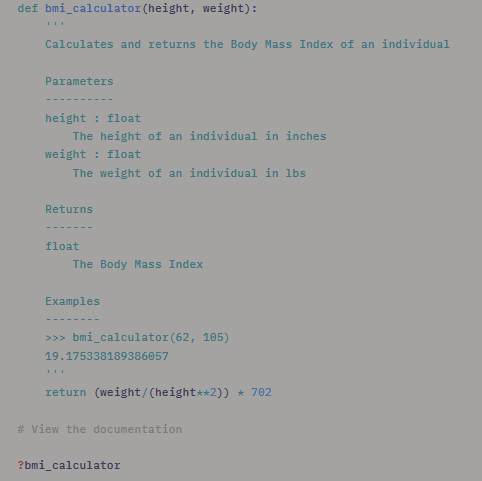 def bmi_calculator(height, weight):
    '''
    Calculates and returns the Body Mass Index of an individual

    Parameters
    ----------
    height : float
        The height of an individual in inches
    weight : float
        The weight of an individual in lbs

    Returns
    -------
    float
        The Body Mass Index

    Examples
    --------
    >>> bmi_calculator(62, 105)
    19.175338189386057
    '''
    return (weight/(height**2)) * 702

# View the documentation

?bmi_calculator